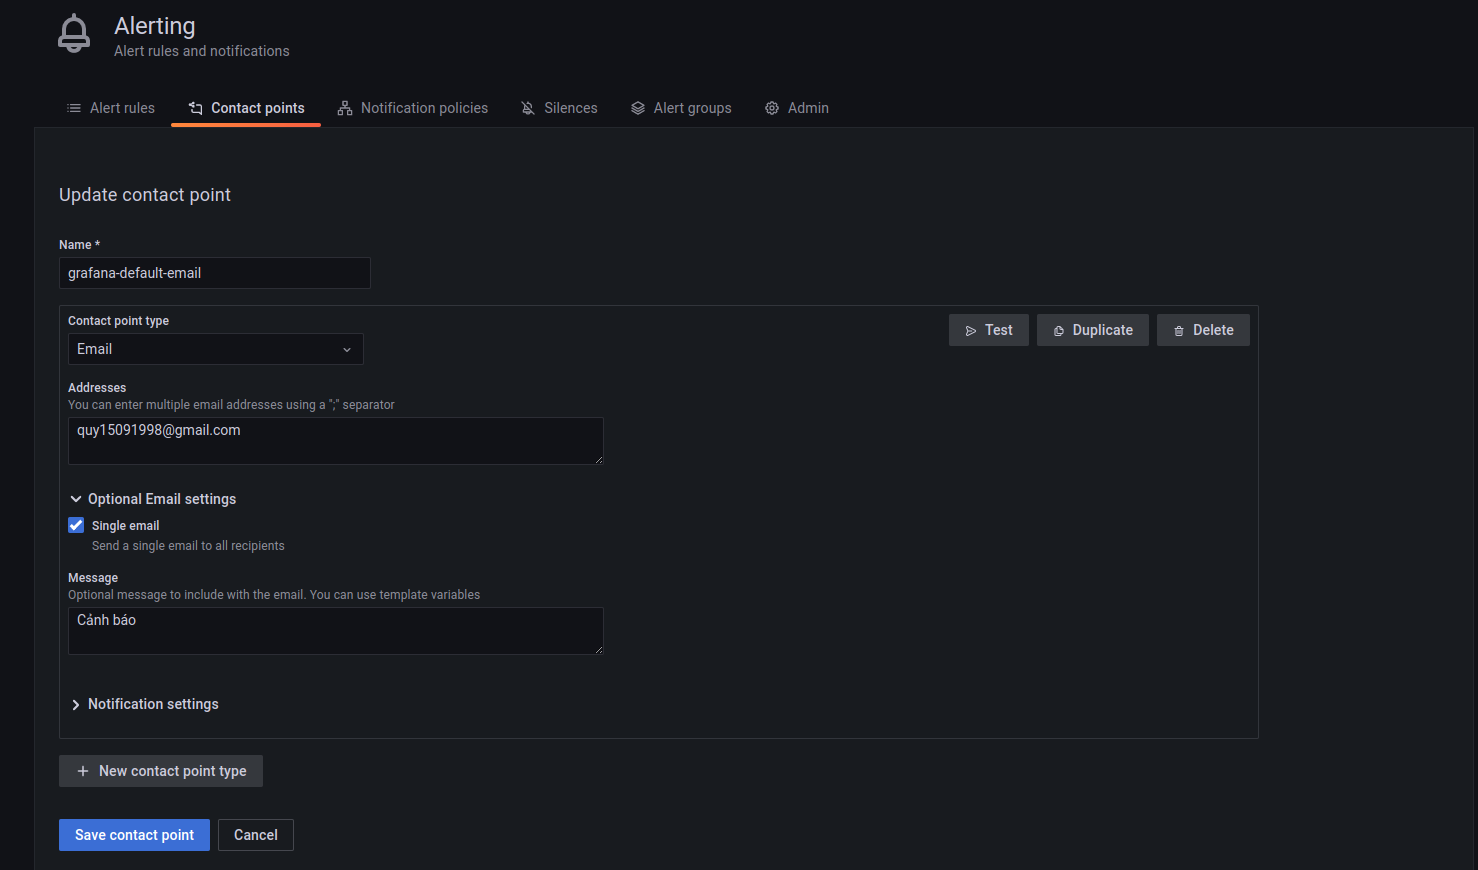 Alerting
Alert rules and notifications
Alert rules
Contact points
Notification policies
Silences
Alert groups
Admin
Update contact point
Name *
grafana-default-email
Contact point type
Test
Duplicate
Delete
Email
Addresses
You can enter multiple email addresses using a ";" separator
quy15091998@gmail.com
Optional Email settings
Single email
Send a single email to all recipients
Message
Optional message to include with the email. You can use template variables
Cảnh báo
Notification settings
New contact point type
Save contact point
Cancel